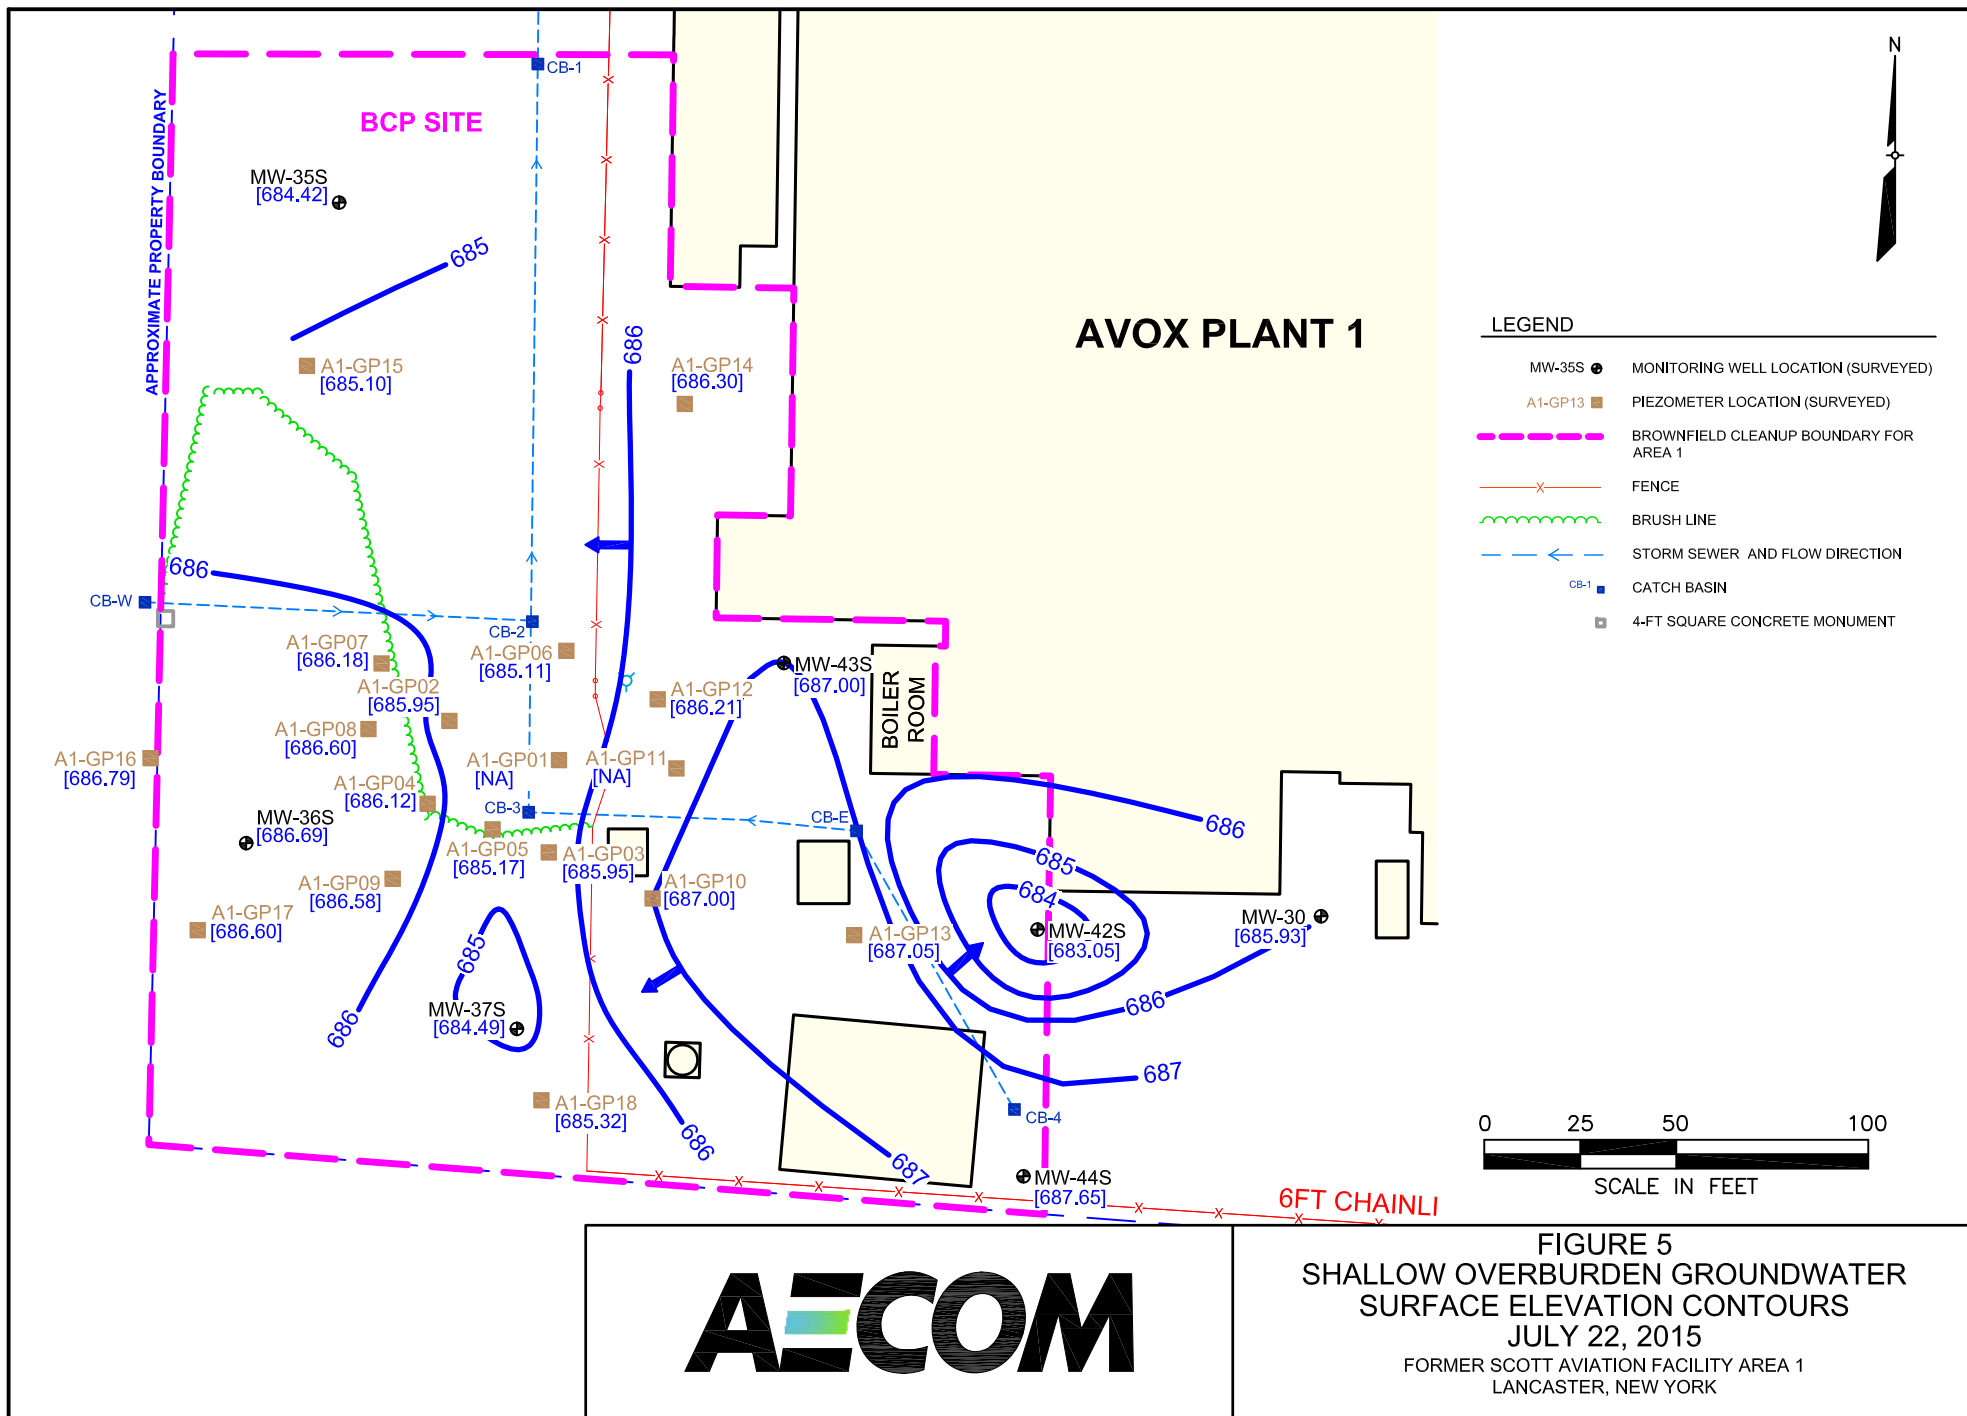 CB-1
BCP SITE
APPROXIMATE PROPERTY BOUNDARY
MW-35S
[684.42]
685
A1-GP15
[685.10]
686
A1-GP14
[686.30]
AVOX PLANT 1
N
LEGEND
MW-35S MONITORING WELL LOCATION (SURVEYED)
A1-GP13 PIEZOMETER LOCATION (SURVEYED)
BROWNFIELD CLEANUP BOUNDARY FOR
AREA 1
X FENCE
BRUSH LINE
STORM SEWER AND FLOW DIRECTION
CB-1 CATCH BASIN
4-FT SQUARE CONCRETE MONUMENT
686
CB-W
CB-2
A1-GP07
[686.18]
A1-GP06
[685.11]
A1-GP02
[685.95]
A1-GP08
[686.60]
A1-GP16
[686.79]
A1-GP04
[686.12]
A1-GP01
[NA]
A1-GP11
[NA]
A1-GP12
[686.21]
MW-43S
[687.00]
BOILER
ROOM
CB-3
CB-E
MW-36S
[686.69]
A1-GP05
[685.17]
A1-GP03
[685.95]
A1-GP09
[686.58]
A1-GP10
[687.00]
A1-GP17
[686.60]
A1-GP13
[687.05]
686
685
684
MW-42S
[683.05]
MW-30
[685.93]
685
MW-37S
[684.49]
686
686
687
A1-GP18
[685.32]
686
687
CB-4
MW-44S
[687.65]
6FT CHAINLI
0 25 50 100
SCALE IN FEET
AECOM
FIGURE 5
SHALLOW OVERBURDEN GROUNDWATER
SURFACE ELEVATION CONTOURS
JULY 22, 2015
FORMER SCOTT AVIATION FACILITY AREA 1
LANCASTER, NEW YORK